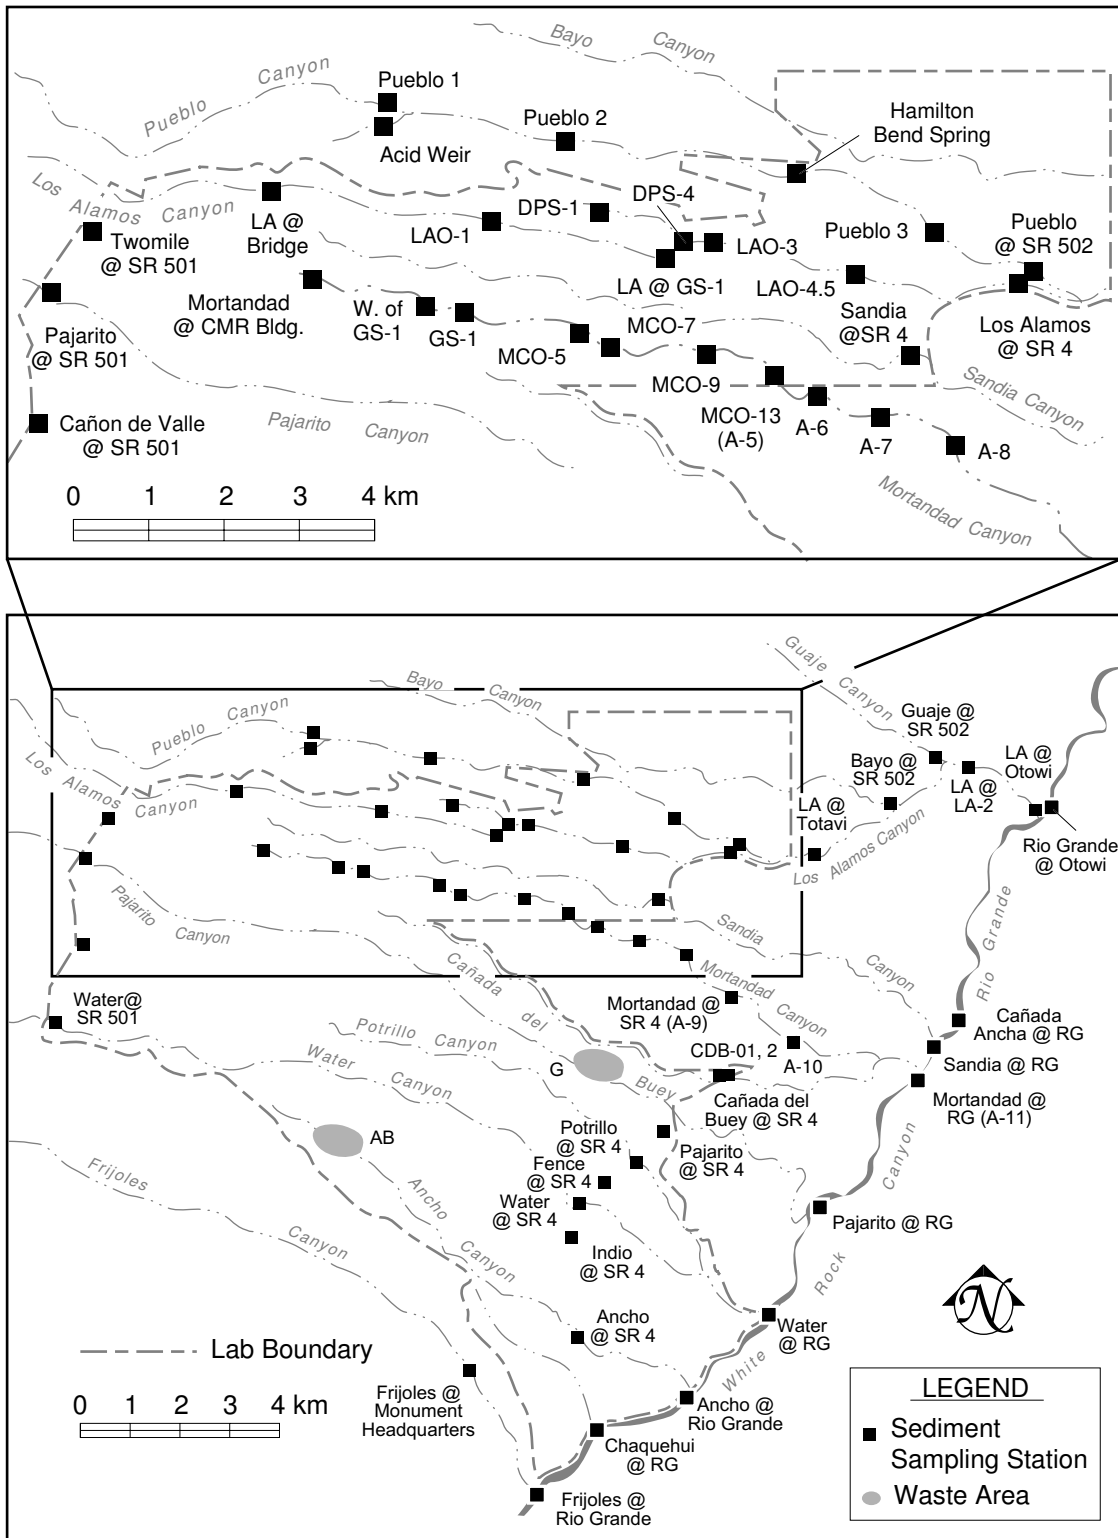 Bayo Canyon
Pueblo Canyon
Pueblo 1
Pueblo 2
Acid Weir
Hamilton
Bend Spring
Los Alamos Canyon
DPS-4
DPS-1
LA @
Bridge
LAO-1
LAO-3
Pueblo 3
Pueblo
@ SR 502
Twomile
@ SR 501
LA @ GS-1
LAO-4.5
Mortandad
@ CMR Bldg.
W. of
GS-1
GS-1
Sandia
@SR 4
Los Alamos
@ SR 4
Pajarito
@ SR 501
MCO-7
MCO-5
MCO-9
MCO-13
(A-5)
A-6
A-7
A-8
Sandia Canyon
Cañon de Valle
@ SR 501
Pajarito Canyon
Mortandad Canyon
0 1 2 3 4 km
Guaje Canyon
Bayo Canyon
Pueblo Canyon
Los Alamos Canyon
Guaje @
SR 502
Bayo @
SR 502
LA @
Otowi
LA @
LA-2
LA @
Totavi
Los Alamos Canyon
Rio Grande
@ Otowi
Pajarito Canyon
Sandia Canyon
Rio Grande
Cañada del Buey
Mortandad Canyon
Water@
SR 501
Mortandad @
SR 4 (A-9)
Cañada
Ancha @ RG
Potrillo Canyon
Water Canyon
CDB-01, 2
A-10
Sandia @ RG
G
Cañada del
Buey @ SR 4
Mortandad @
RG (A-11)
AB
Potrillo
@ SR 4
Pajarito
@ SR 4
Fence
@ SR 4
Frijoles Canyon
Ancho Canyon
Water
@ SR 4
Pajarito @ RG
Indio
@ SR 4
White Rock Canyon
Ancho
@ SR 4
Water
@ RG
Lab Boundary
0 1 2 3 4 km
Frijoles @
Monument
Headquarters
Ancho @
Rio Grande
Chaquehui
@ RG
Frijoles @
Rio Grande
N
LEGEND
Sediment
Sampling Station
Waste Area